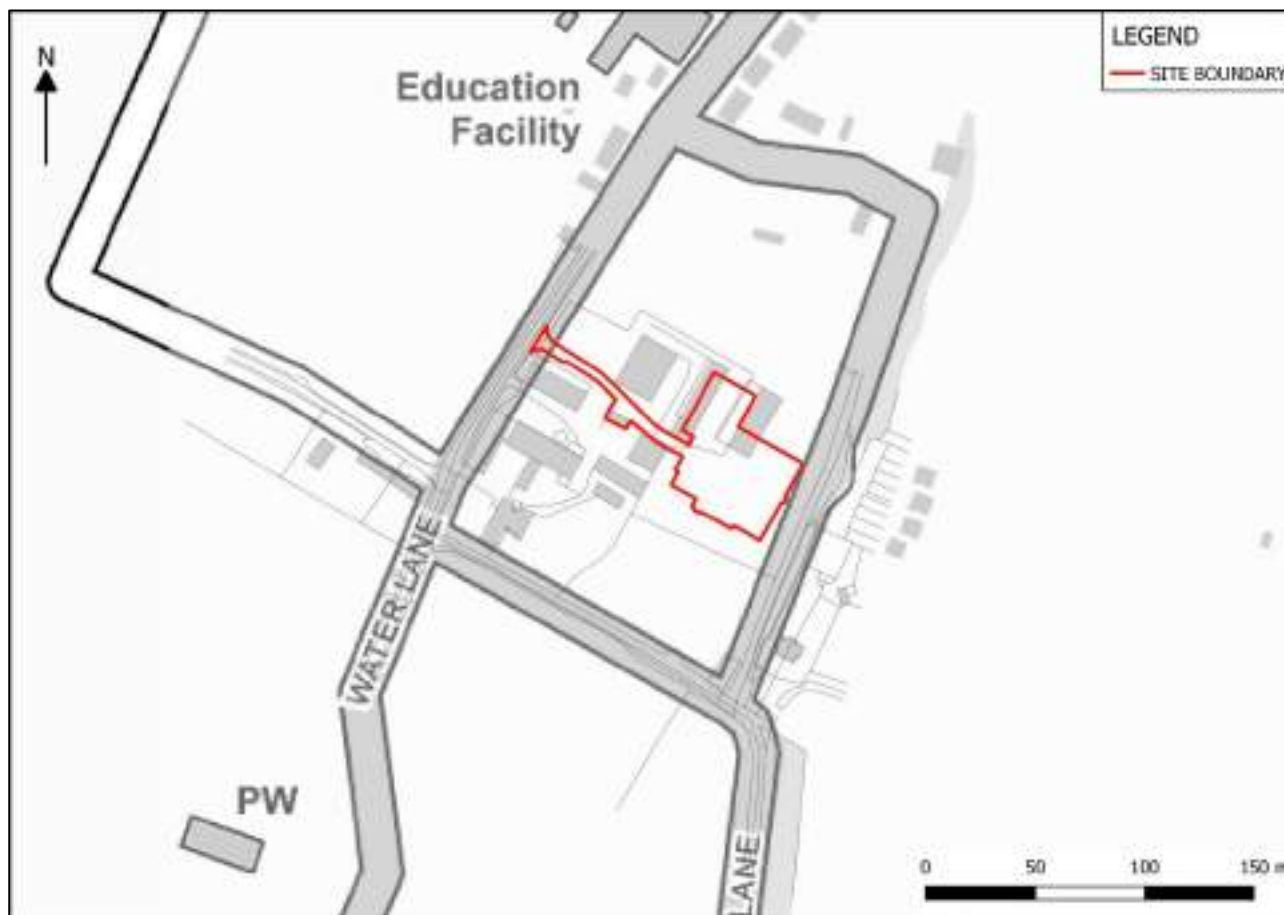 N
LEGEND
SITE BOUNDARY
Education
Facility
WATER LANE
PW
LANE
0 50 100 150 m